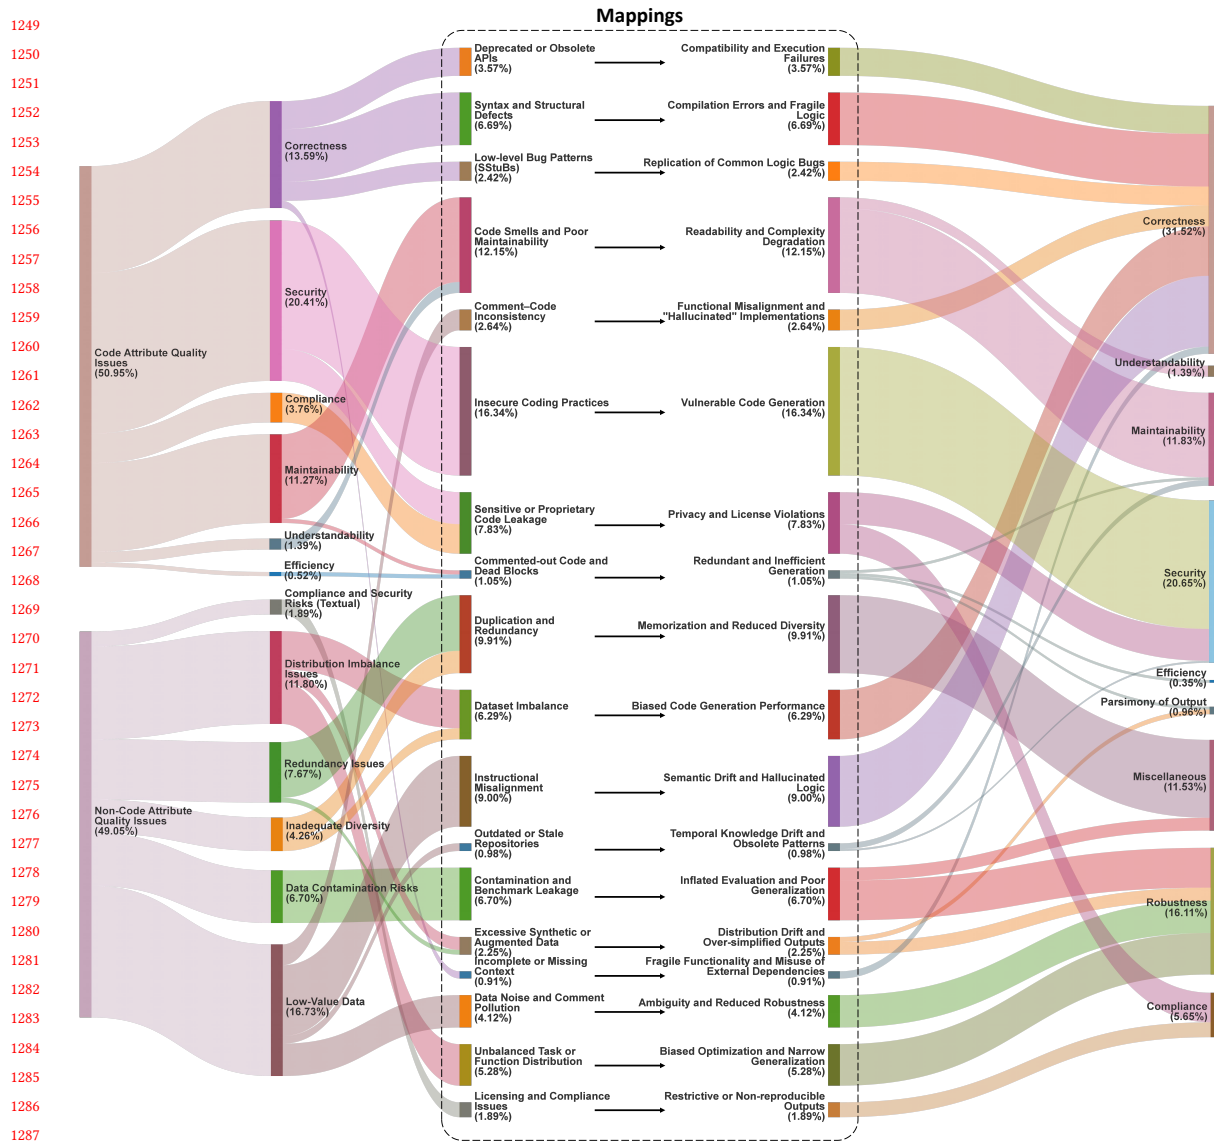 Mappings
1249
1250
1251
1252
1253
1254
1255
1256
1257
1258
1259
1260
1261
1262
1263
1264
1265
1266
1267
1268
1269
1270
1271
1272
1273
1274
1275
1276
1277
1278
1279
1280
1281
1282
1283
1284
1285
1286
1287
Code Attribute Quality
Issues
(50.95%)
Non-Code Attribute
Quality Issues
(49.05%)
Correctness
(13.59%)
Security
(20.41%)
Compliance
(3.76%)
Maintainability
(11.27%)
Understandability
(1.39%)
Efficiency
(0.52%)
Compliance and Security
Risks (Textual)
(1.89%)
Distribution Imbalance
Issues
(11.80%)
Redundancy Issues
(7.67%)
Inadequate Diversity
(4.26%)
Data Contamination Risks
(6.70%)
Low-Value Data
(16.73%)
Deprecated or Obsolete
APIs
(3.57%)
Syntax and Structural
Defects
(6.69%)
Low-level Bug Patterns
(SStuBs)
(2.42%)
Code Smells and Poor
Maintainability
(12.15%)
Comment–Code
Inconsistency
(2.64%)
Insecure Coding Practices
(16.34%)
Sensitive or Proprietary
Code Leakage
(7.83%)
Commented-out Code and
Dead Blocks
(1.05%)
Duplication and
Redundancy
(9.91%)
Dataset Imbalance
(6.29%)
Instructional
Misalignment
(9.00%)
Outdated or Stale
Repositories
(0.98%)
Contamination and
Benchmark Leakage
(6.70%)
Excessive Synthetic or
Augmented Data
(2.25%)
Incomplete or Missing
Context
(0.91%)
Data Noise and Comment
Pollution
(4.12%)
Unbalanced Task or
Function Distribution
(5.28%)
Licensing and Compliance
Issues
(1.89%)
Compatibility and Execution
Failures
(3.57%)
Compilation Errors and Fragile
Logic
(6.69%)
Replication of Common Logic Bugs
(2.42%)
Readability and Complexity
Degradation
(12.15%)
Functional Misalignment and
"Hallucinated" Implementations
(2.64%)
Vulnerable Code Generation
(16.34%)
Privacy and License Violations
(7.83%)
Redundant and Inefficient
Generation
(1.05%)
Memorization and Reduced Diversity
(9.91%)
Biased Code Generation Performance
(6.29%)
Semantic Drift and Hallucinated
Logic
(9.00%)
Temporal Knowledge Drift and
Obsolete Patterns
(0.98%)
Inflated Evaluation and Poor
Generalization
(6.70%)
Distribution Drift and
Over-simplified Outputs
(2.25%)
Fragile Functionality and Misuse of
External Dependencies
(0.91%)
Ambiguity and Reduced Robustness
(4.12%)
Biased Optimization and Narrow
Generalization
(5.28%)
Restrictive or Non-reproducible
Outputs
(1.89%)
Correctness
(31.52%)
Understandability
(1.39%)
Maintainability
(11.83%)
Security
(20.65%)
Efficiency
(0.35%)
Parsimony of Output
(0.96%)
Miscellaneous
(11.53%)
Robustness
(16.11%)
Compliance
(5.65%)